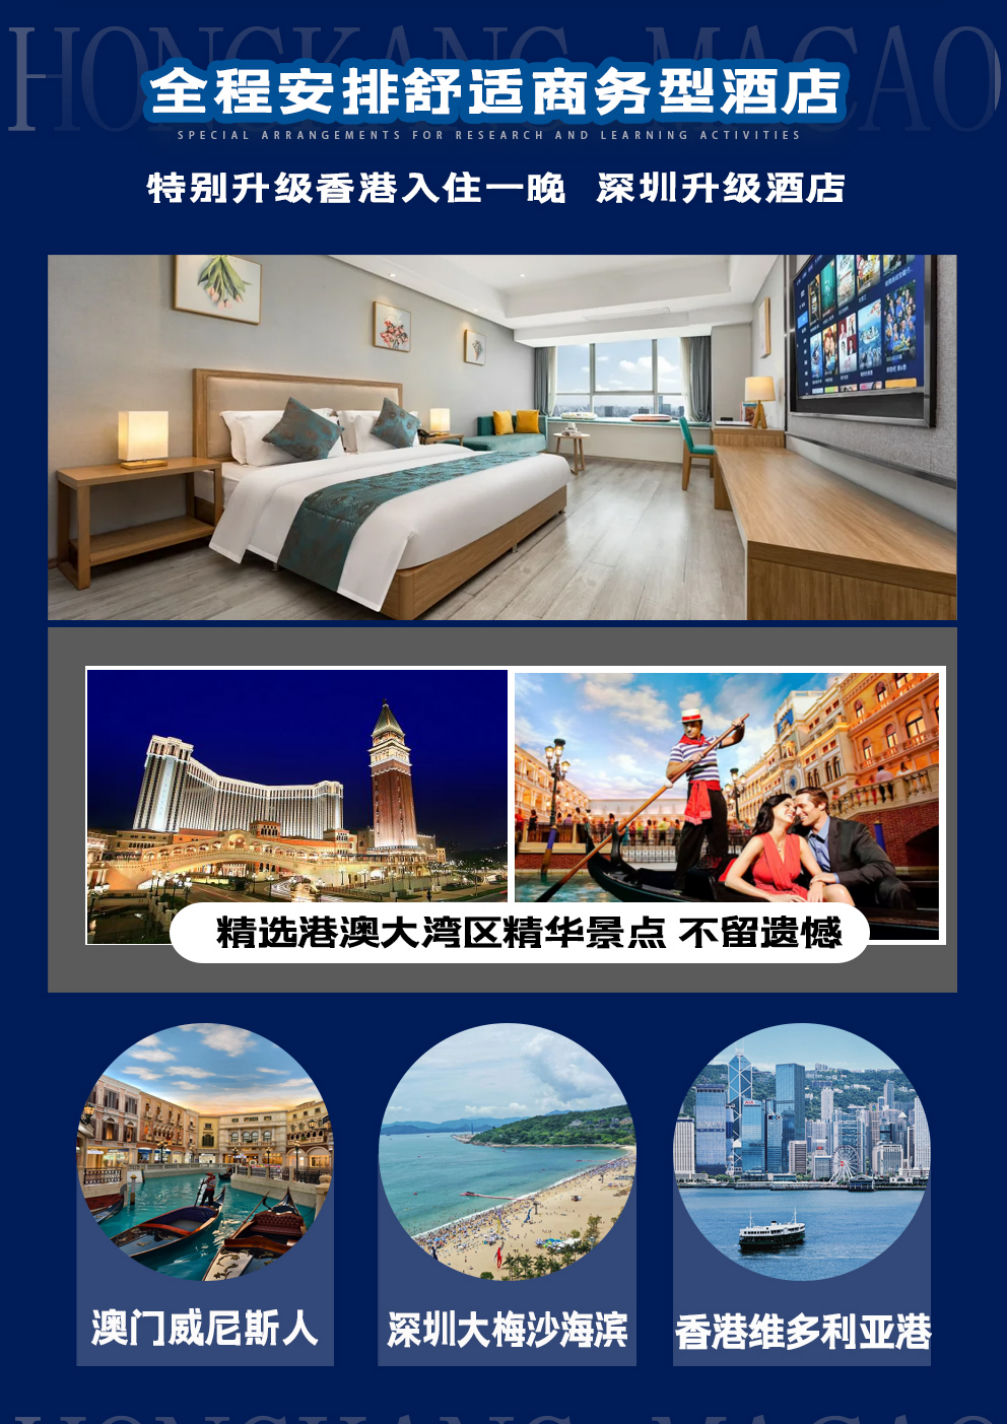 HONGKANG MACAO
全程安排舒适商务型酒店
SPECIAL ARRANGEMENTS FOR RESEARCH AND LEARNING ACTIVITIES
特别升级香港入住一晚 深圳升级酒店
精选港澳大湾区精华景点 不留遗憾
澳门威尼斯人
深圳大梅沙海滨
香港维多利亚港
HONGKANG MACAO